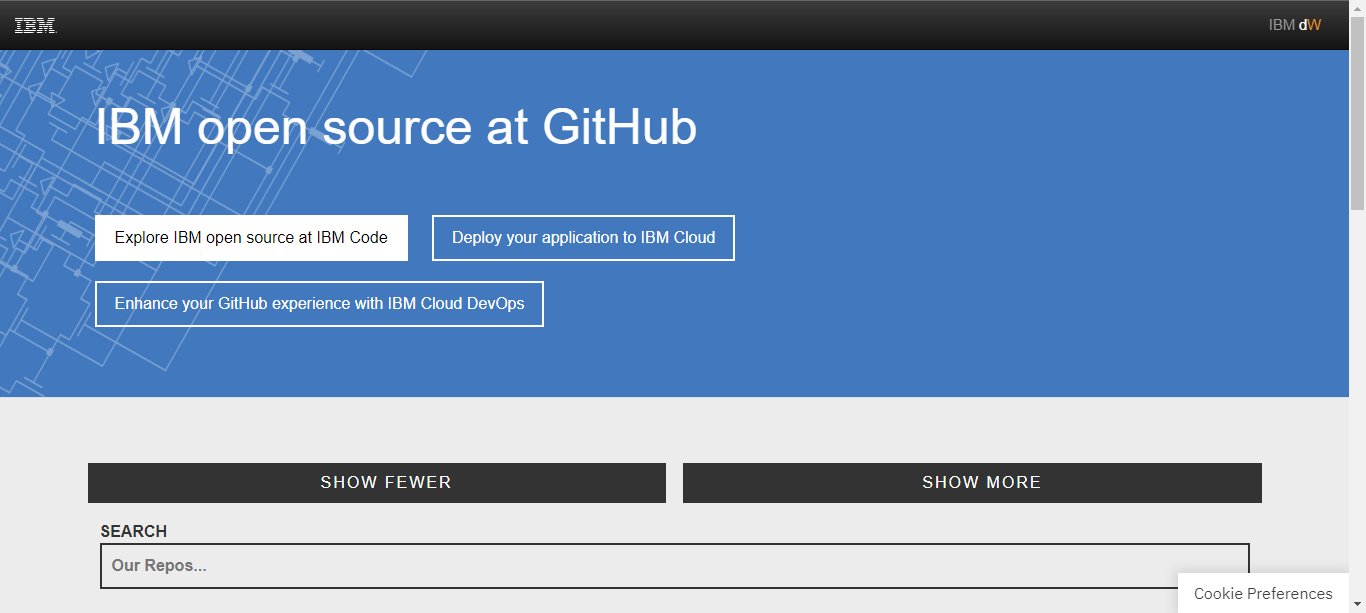 IBM
IBM dW
IBM open source at GitHub
Explore IBM open source at IBM Code
Deploy your application to IBM Cloud
Enhance your GitHub experience with IBM Cloud DevOps
SHOW FEWER
SHOW MORE
SEARCH
Our Repos...
Cookie Preferences